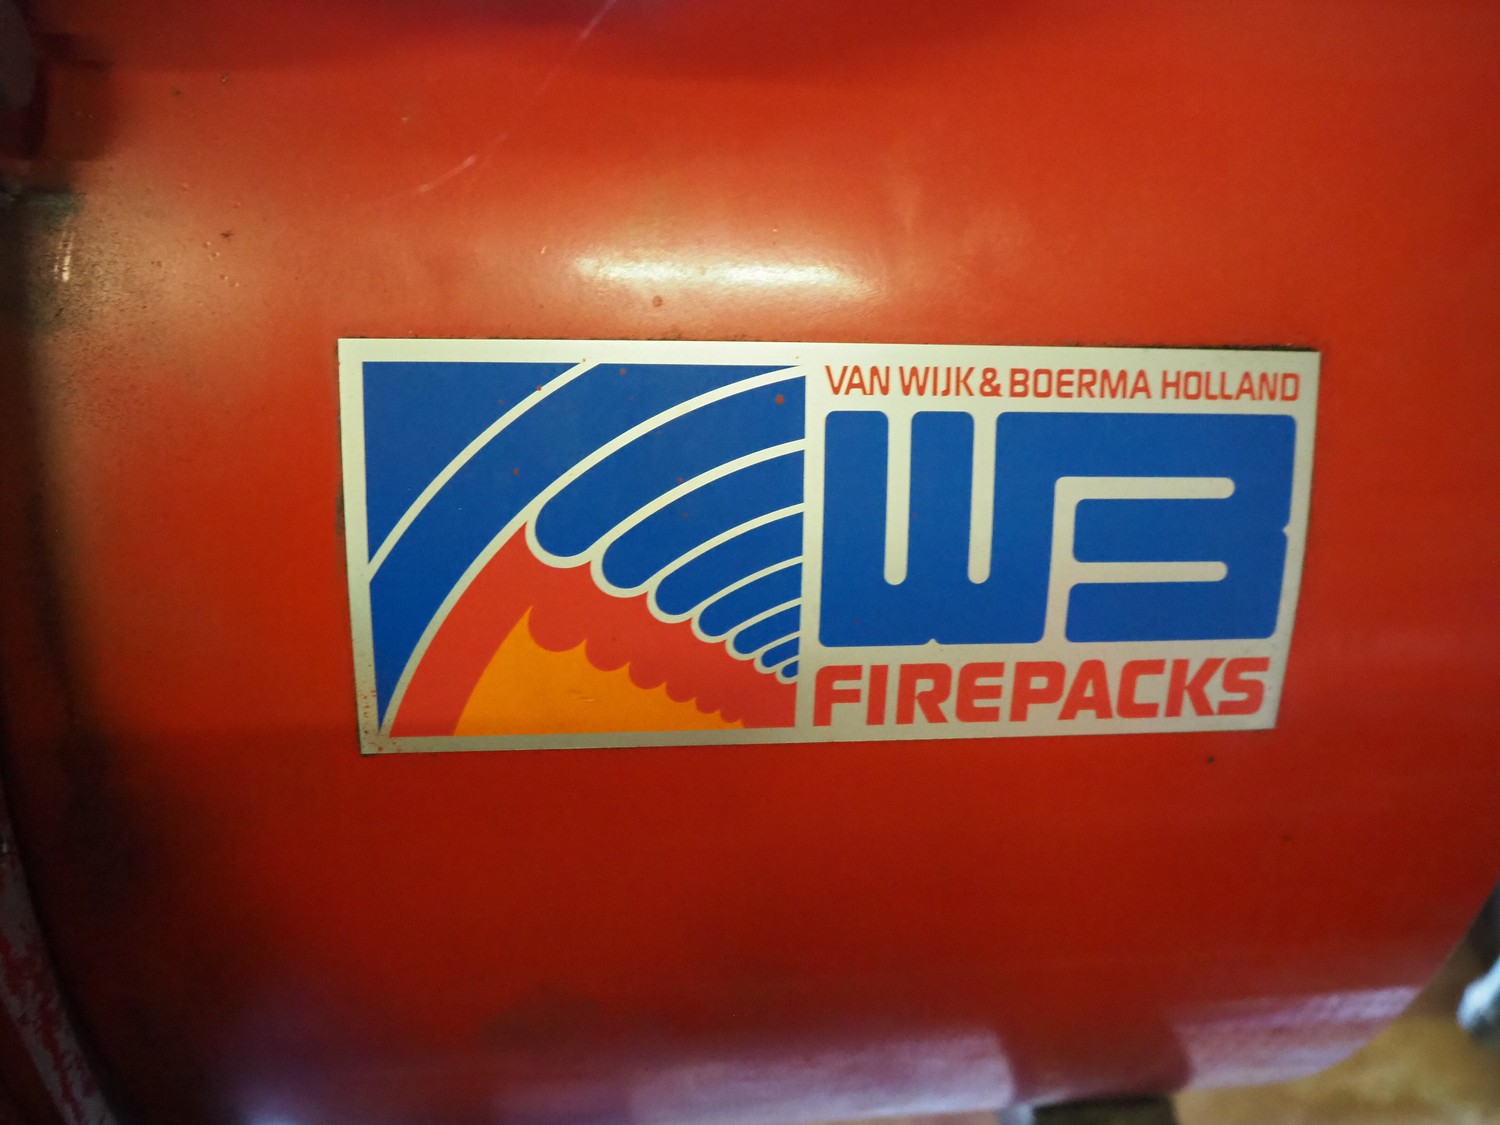 VAN WIJK & BOERMA HOLLAND
WB
FIREPACKS